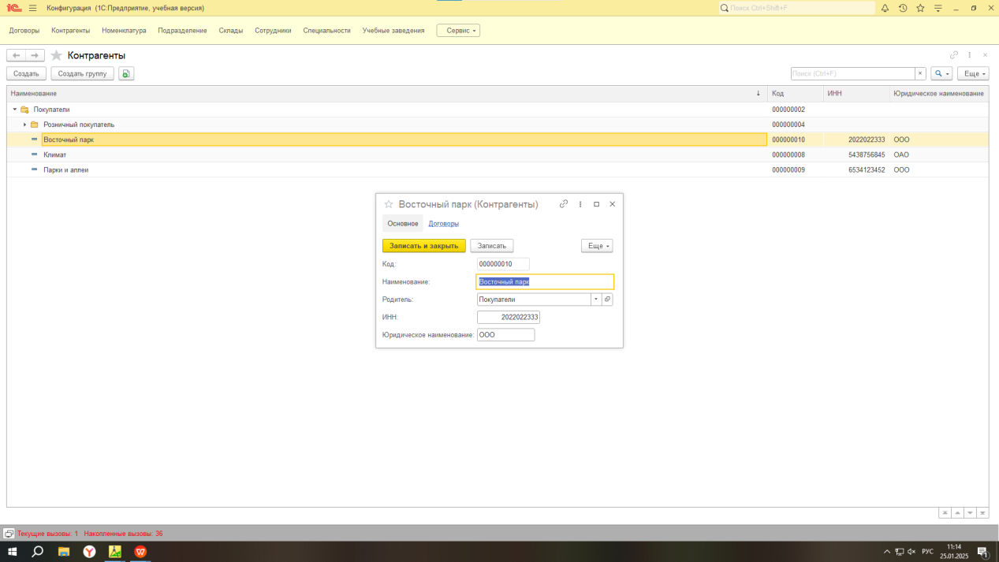 Конфигурация (1С:Предприятие, учебная версия)
Поиск Ctrl+Shift+F
Договоры Контрагенты Номенклатура Подразделение Склады Сотрудники Специальности Учебные заведения Сервис
Контрагенты
Создать Создать группу Поиск (Ctrl+F) × Еще
Наименование ↓ Код ИНН Юридическое наименование
Покупатели 000000002
Розничный покупатель 000000004
Восточный парк 000000010 2022022333 ООО
Климат 000000008 5438756845 ОАО
Парки и аллеи 000000009 6534123452 ООО
Восточный парк (Контрагенты)
Основное Договоры
Записать и закрыть Записать Еще
Код: 000000010
Наименование: Восточный парк
Родитель: Покупатели
ИНН: 2022022333
Юридическое наименование: ООО
Текущие вызовы: 1 Накопленные вызовы: 36
РУС 11:14
25.01.2025
1